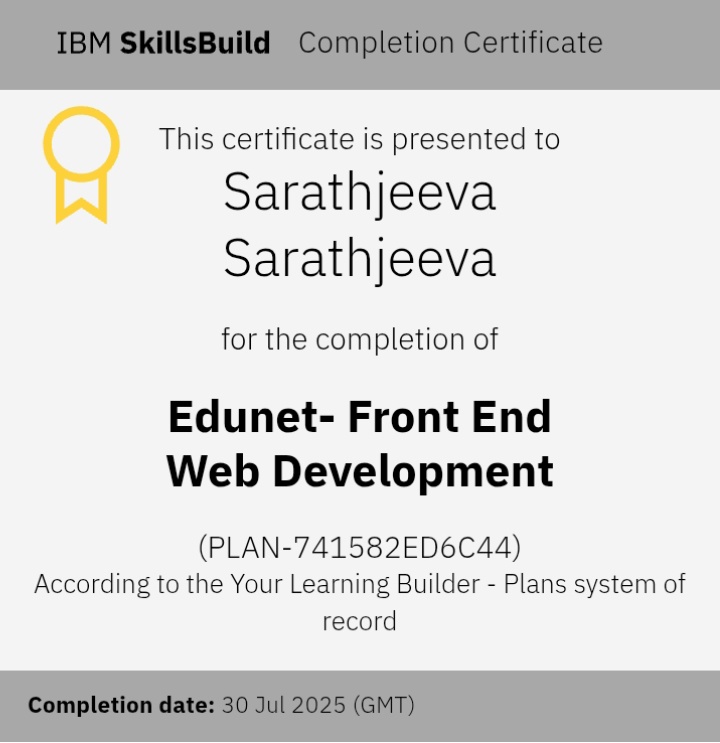 IBM SkillsBuild Completion Certificate
This certificate is presented to
Sarathjeeva
Sarathjeeva
for the completion of
Edunet- Front End
Web Development
(PLAN-741582ED6C44)
According to the Your Learning Builder - Plans system of
record
Completion date: 30 Jul 2025 (GMT)